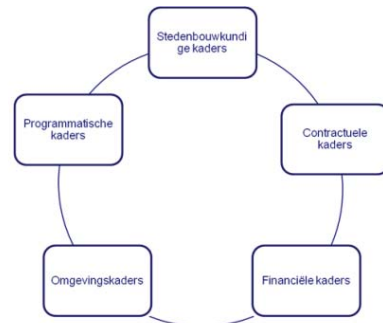 Stedenbouwkundi
ge kaders
Programmatische
kaders
Contractuele
kaders
Omgevingskaders
Financiële kaders